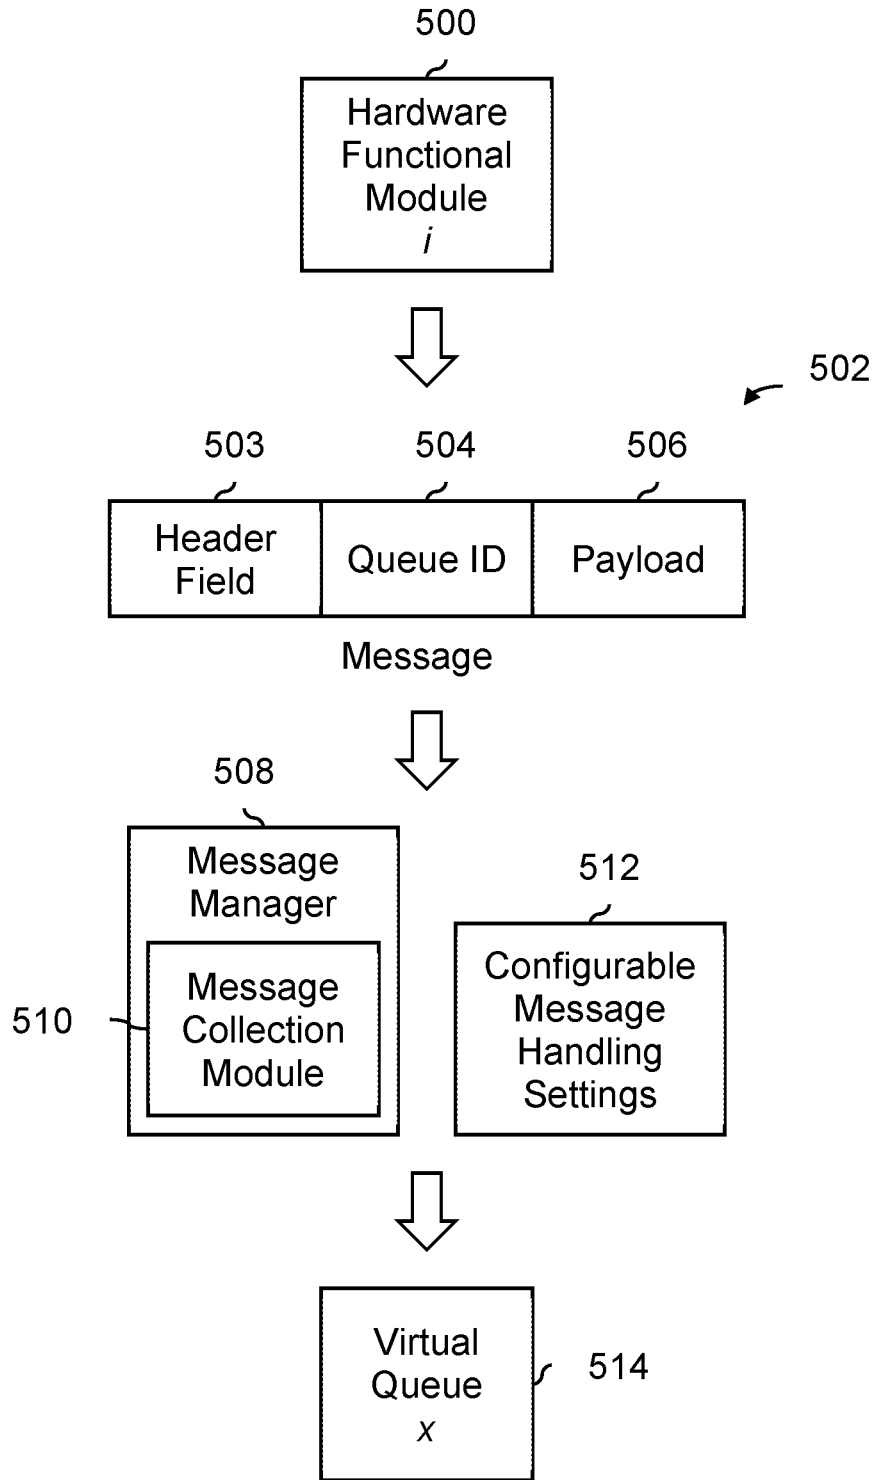 500
Hardware
Functional
Module
i
502
503
504
506
Header
Field
Queue ID
Payload
Message
508
Message
Manager
510
Message
Collection
Module
512
Configurable
Message
Handling
Settings
Virtual
Queue
x
514